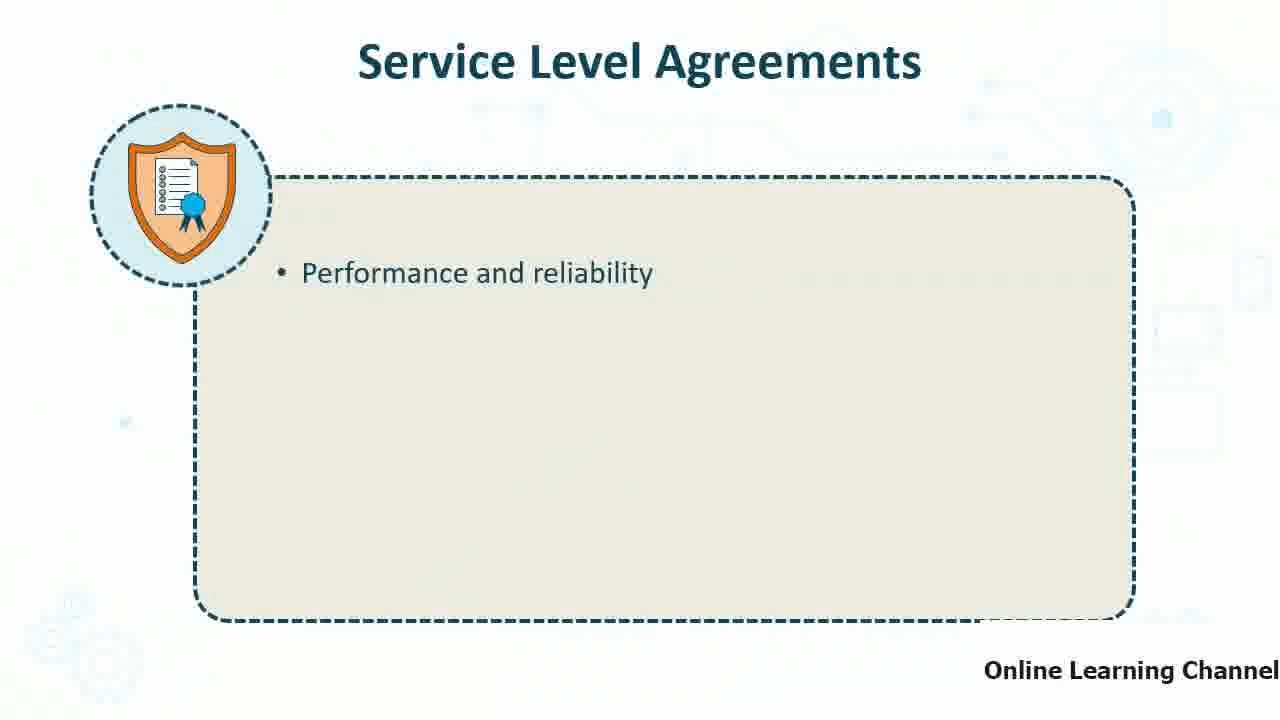 Service Level Agreements
• Performance and reliability
Online Learning Channel